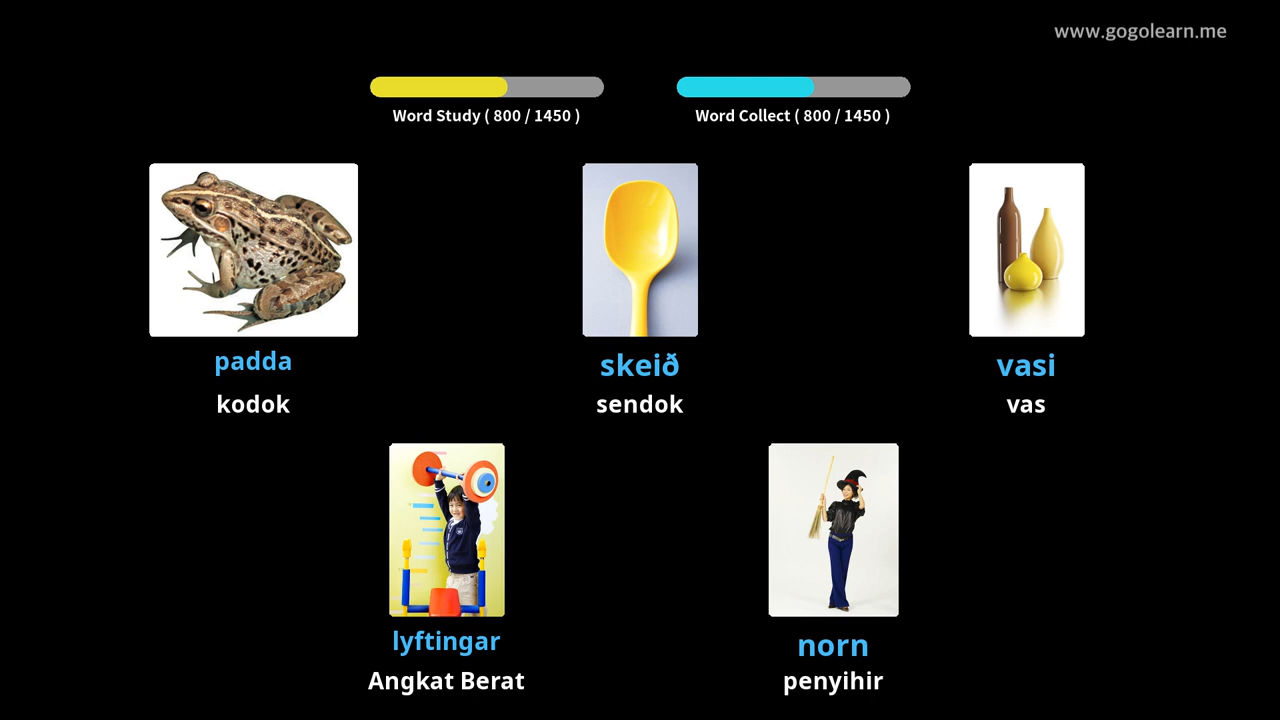 www.gogolearn.me
Word Study ( 800 / 1450 )
Word Collect ( 800 / 1450 )
padda
kodok
skeið
sendok
vasi
vas
lyftingar
Angkat Berat
norn
penyihir